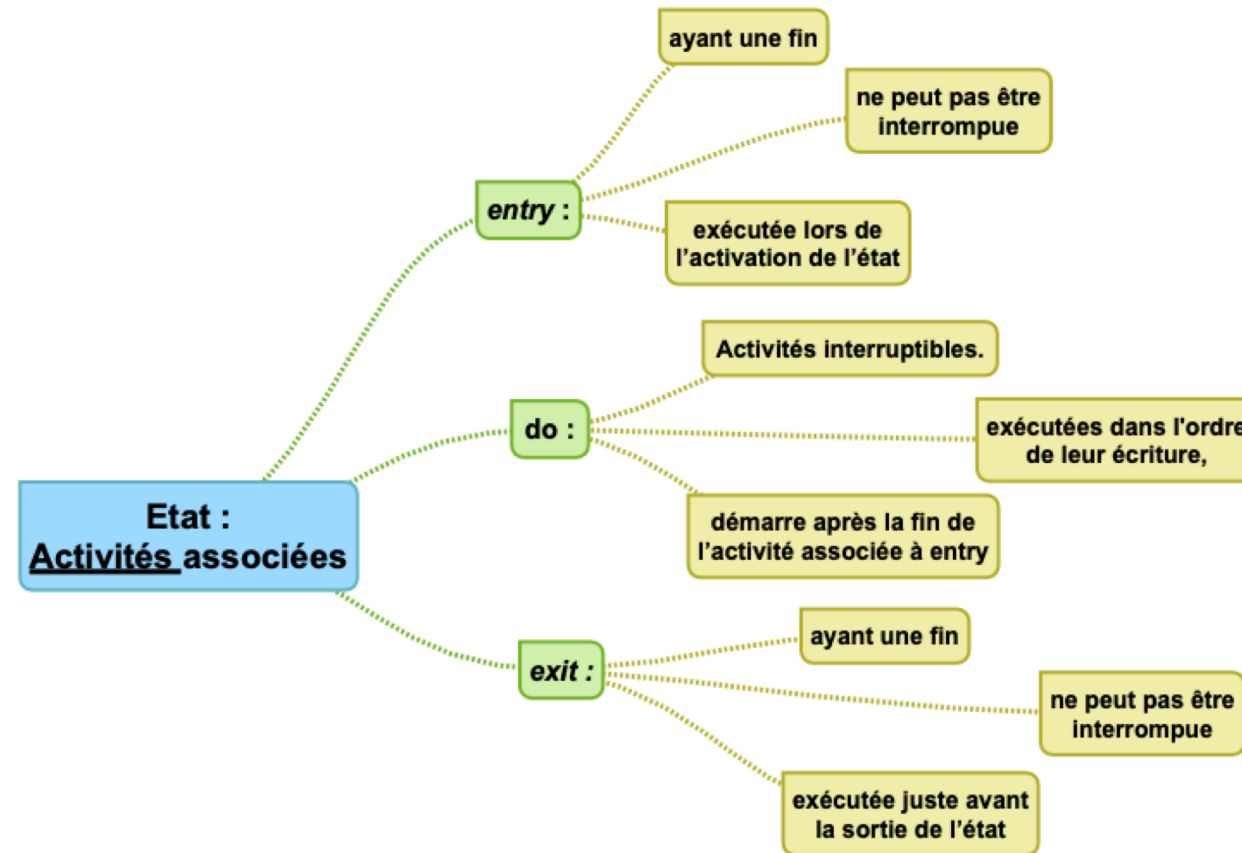 ayant une fin
ne peut pas être
interrompue
entry :
exécutée lors de
l’activation de l’état
Activités interruptibles.
do :
exécutées dans l'ordre
de leur écriture,
démarre après la fin de
l’activité associée à entry
Etat :
Activités associées
ayant une fin
exit :
ne peut pas être
interrompue
exécutée juste avant
la sortie de l’état